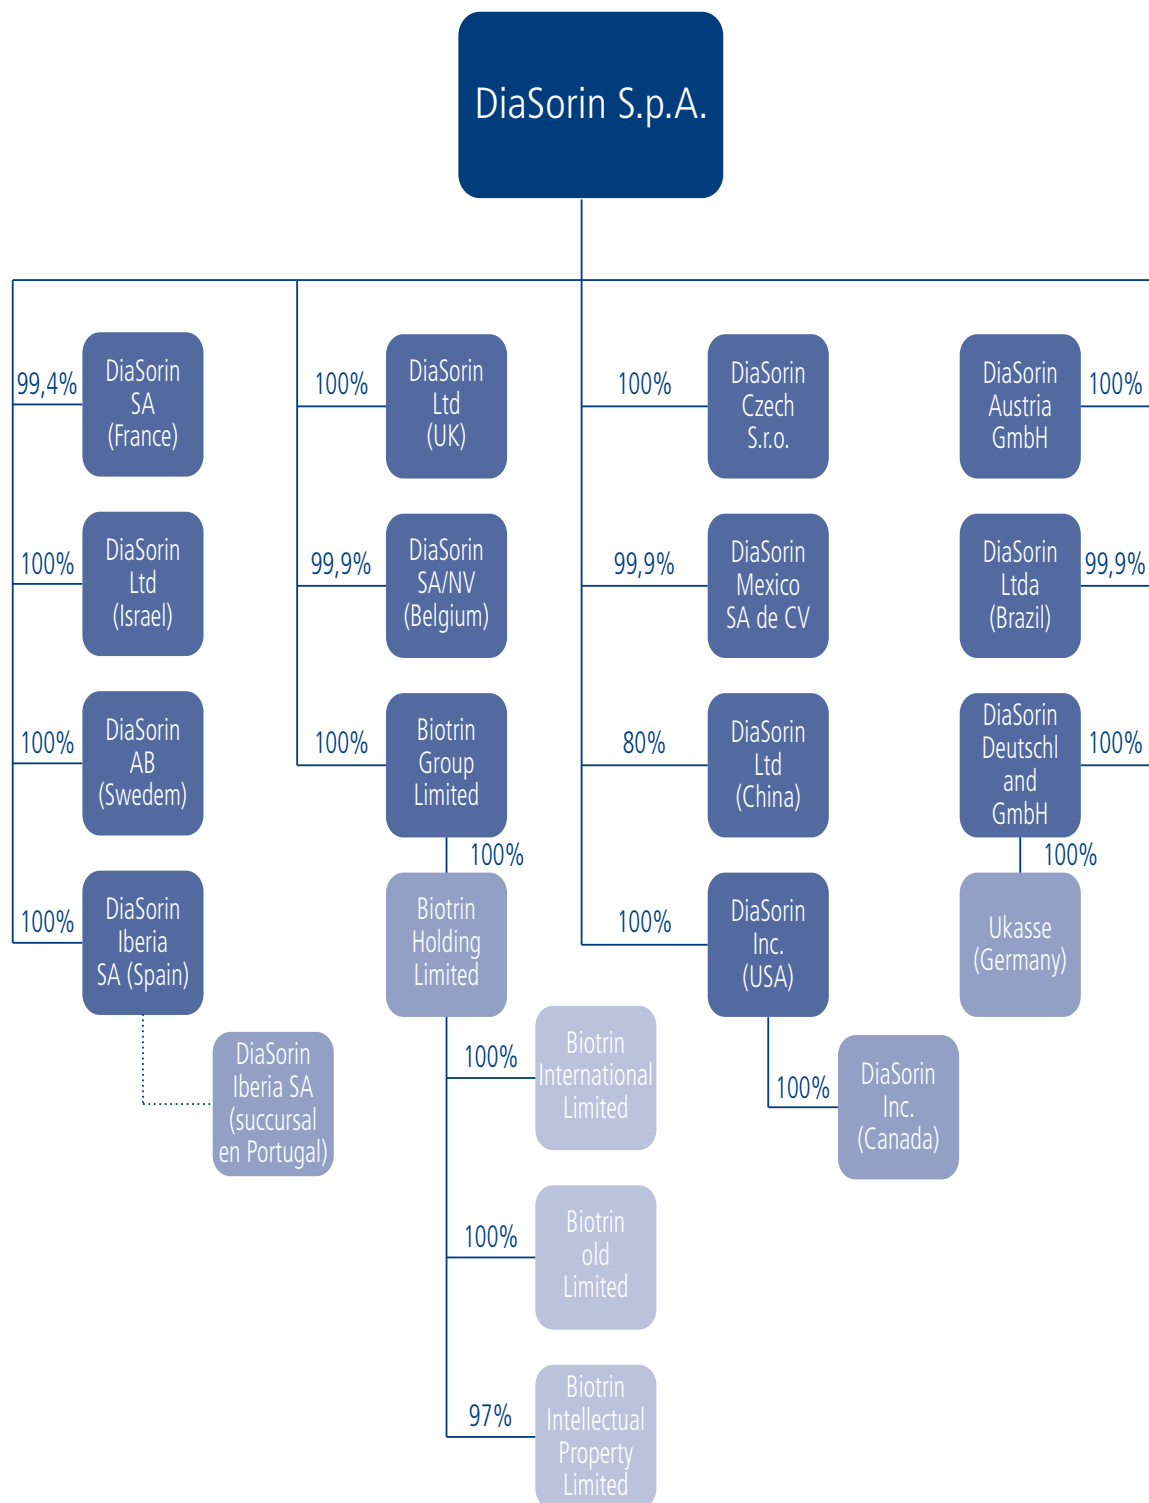 DiaSorin S.p.A.
99,4%
DiaSorin
SA
(France)
100%
DiaSorin
Ltd
(UK)
100%
DiaSorin
Czech
S.r.o.
DiaSorin
Austria
GmbH
100%
100%
DiaSorin
Ltd
(Israel)
99,9%
DiaSorin
SA/NV
(Belgium)
99,9%
DiaSorin
Mexico
SA de CV
DiaSorin
Ltda
(Brazil)
99,9%
100%
DiaSorin
AB
(Swedem)
100%
Biotrin
Group
Limited
80%
DiaSorin
Ltd
(China)
DiaSorin
Deutschl
and
GmbH
100%
100%
100%
100%
DiaSorin
Iberia
SA (Spain)
Biotrin
Holding
Limited
100%
DiaSorin
Inc.
(USA)
Ukasse
(Germany)
DiaSorin
Iberia SA
(succursal
en Portugal)
100%
Biotrin
International
Limited
100%
DiaSorin
Inc.
(Canada)
100%
Biotrin
old
Limited
97%
Biotrin
Intellectual
Property
Limited